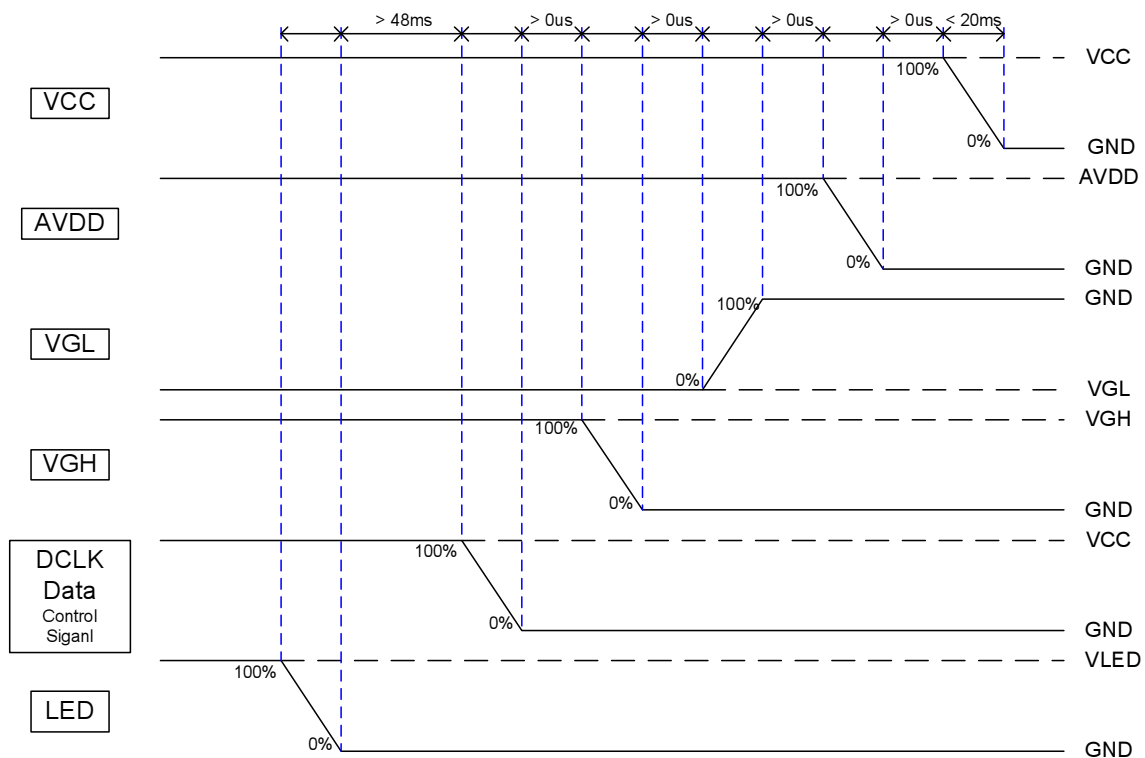 > 48ms > 0us > 0us > 0us > 0us < 20ms
VCC
100%
VCC
0%
GND
AVDD
100%
AVDD
0%
GND
GND
100%
VGL
0%
VGL
VGH
100%
VGH
0%
GND
VCC
100%
DCLK
Data
Control
Siganl
0%
GND
VLED
100%
LED
0%
GND